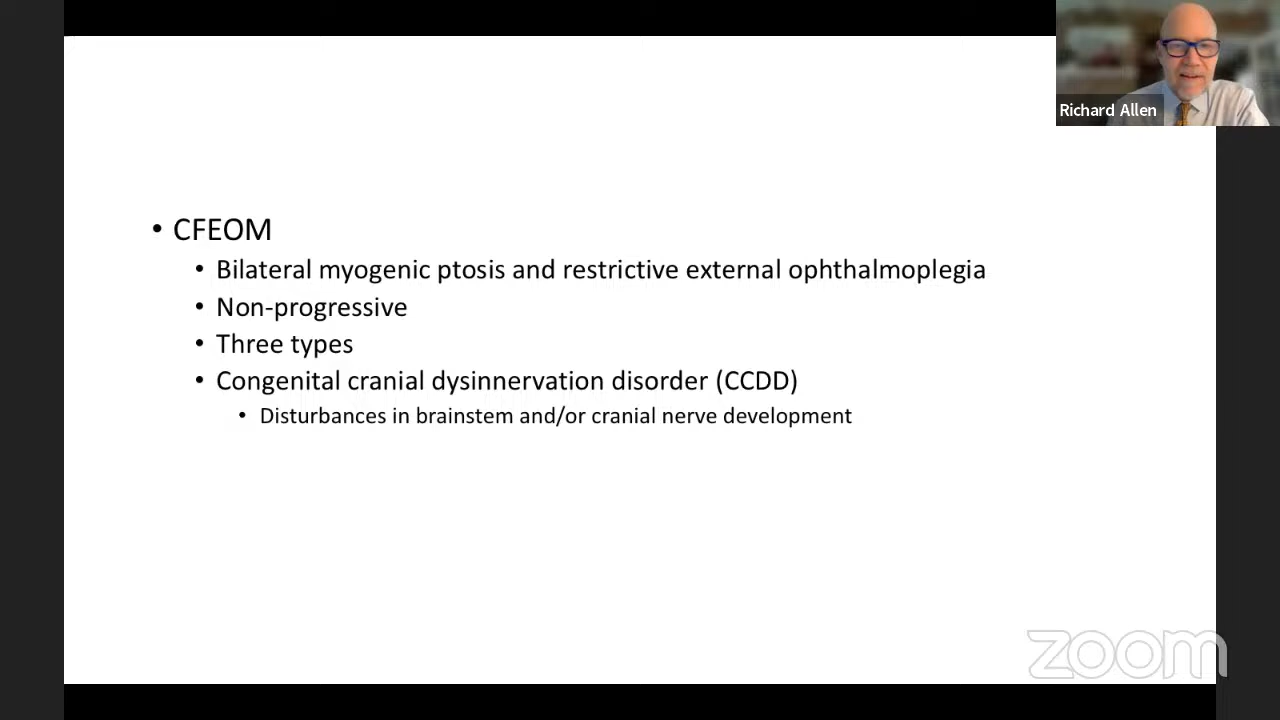 Richard Allen
• CFEOM
• Bilateral myogenic ptosis and restrictive external ophthalmoplegia
• Non-progressive
• Three types
• Congenital cranial dysinnervation disorder (CCDD)
• Disturbances in brainstem and/or cranial nerve development
zoom